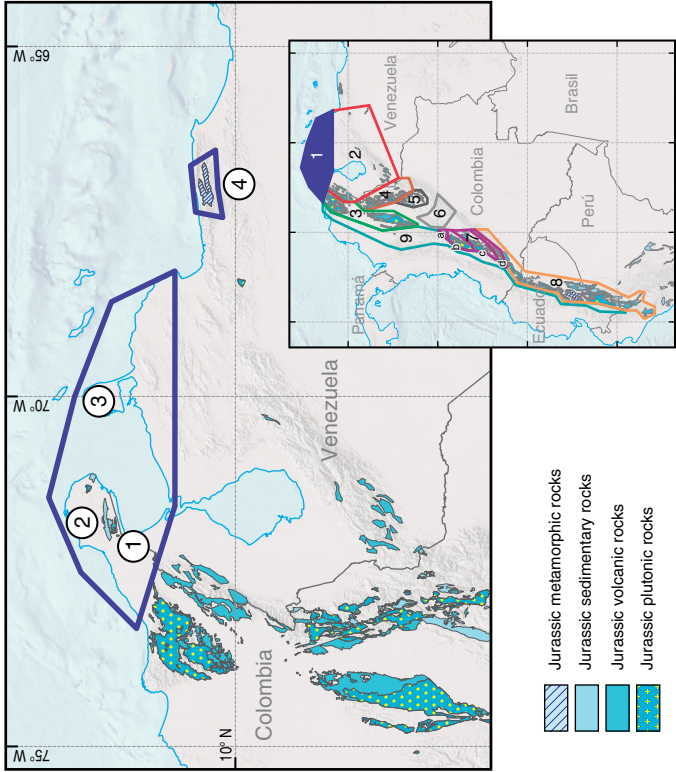 65° W
70° W
75° W
10° N
Colombia
Venezuela
1
2
3
4
Panamá
Venezuela
Colombia
Brasil
Ecuado
Perú
1
2
3
4
5
6
7
8
9
a
b
c
d
Jurassic metamorphic rocks
Jurassic sedimentary rocks
Jurassic volcanic rocks
Jurassic plutonic rocks